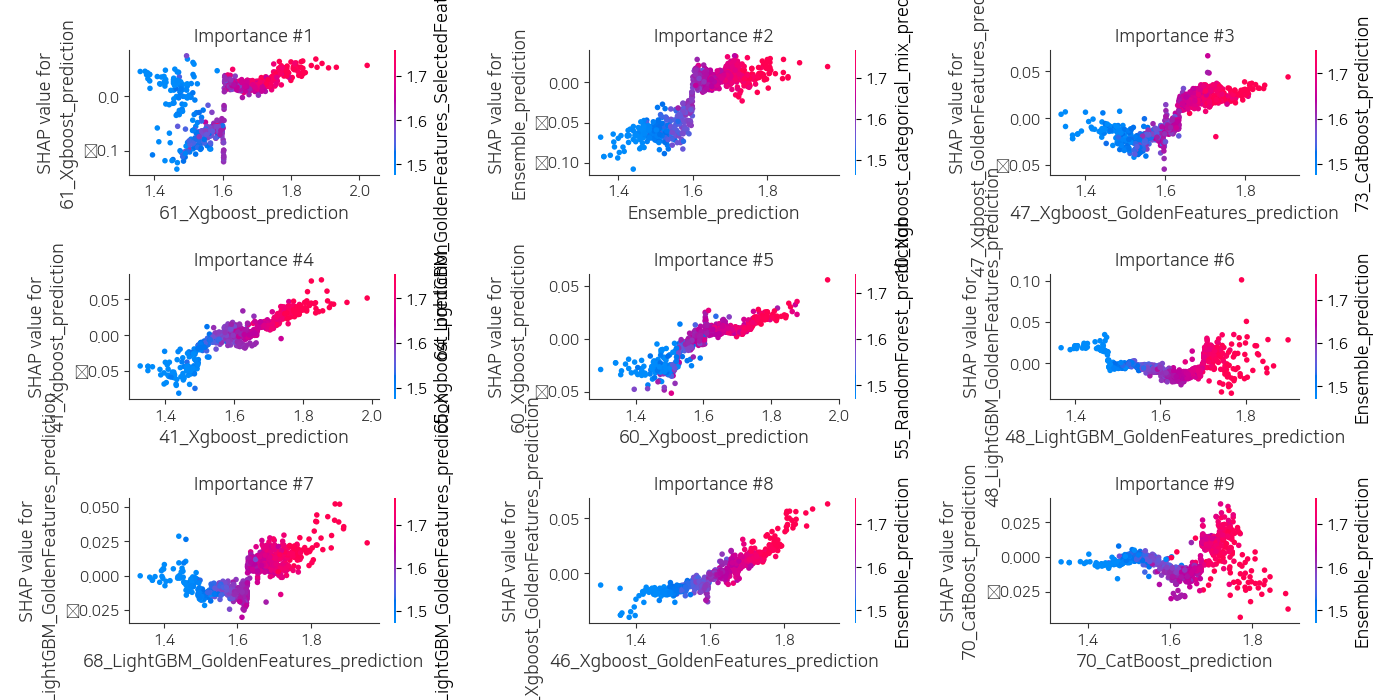 Importance #1
SHAP value for
61_Xgboost_prediction
0.0
0.1
1.4
1.6
1.8
2.0
61_Xgboost_prediction
1.7
1.6
1.5
Importance #2
SHAP value for
Ensemble_prediction
0.00
0.05
0.10
1.4
1.6
1.8
Ensemble_prediction
1.7
1.6
1.5
Importance #3
SHAP value for
47_Xgboost_GoldenFeatures_prediction
0.05
0.00
0.05
1.4
1.6
1.8
47_Xgboost_GoldenFeatures_prediction
1.7
1.6
1.5
73_CatBoost_prediction
Importance #4
SHAP value for
41_Xgboost_prediction
0.05
0.00
0.05
1.4
1.6
1.8
2.0
41_Xgboost_prediction
1.7
1.6
1.5
Importance #5
SHAP value for
60_Xgboost_prediction
0.05
0.00
0.05
1.4
1.6
1.8
2.0
60_Xgboost_prediction
1.7
1.6
1.5
55_RandomForest_prediction
Importance #6
SHAP value for
48_LightGBM_GoldenFeatures_prediction
0.10
0.05
0.00
1.4
1.6
1.8
48_LightGBM_GoldenFeatures_prediction
1.7
1.6
1.5
Ensemble_prediction
Importance #7
SHAP value for
LightGBM_GoldenFeatures_prediction
0.050
0.025
0.000
0.025
1.4
1.6
1.8
68_LightGBM_GoldenFeatures_prediction
1.7
1.6
1.5
Importance #8
SHAP value for
_Xgboost_GoldenFeatures_prediction
0.05
0.00
1.4
1.6
1.8
46_Xgboost_GoldenFeatures_prediction
1.7
1.6
1.5
Ensemble_prediction
Importance #9
SHAP value for
70_CatBoost_prediction
0.025
0.000
0.025
1.4
1.6
1.8
70_CatBoost_prediction
1.7
1.6
1.5
Ensemble_prediction